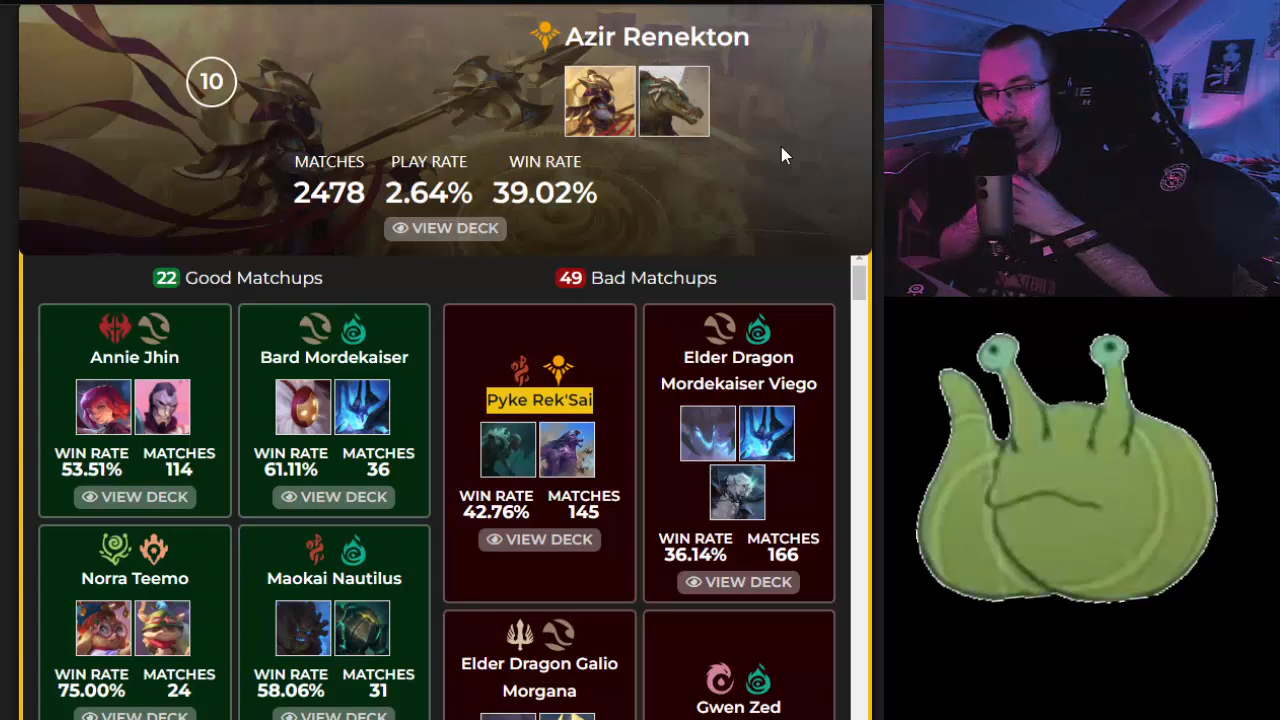 Azir Renekton
10
MATCHES PLAY RATE WIN RATE
2478 2.64% 39.02%
VIEW DECK
22 Good Matchups
49 Bad Matchups
Annie Jhin
WIN RATE MATCHES
53.51% 114
VIEW DECK
Bard Mordekaiser
WIN RATE MATCHES
61.11% 36
VIEW DECK
Pyke Rek'Sai
WIN RATE MATCHES
42.76% 145
VIEW DECK
Elder Dragon
Mordekaiser Viego
WIN RATE MATCHES
36.14% 166
VIEW DECK
Norra Teemo
WIN RATE MATCHES
75.00% 24
VIEW DECK
Maokai Nautilus
WIN RATE MATCHES
58.06% 31
VIEW DECK
Elder Dragon Galio
Morgana
Gwen Zed